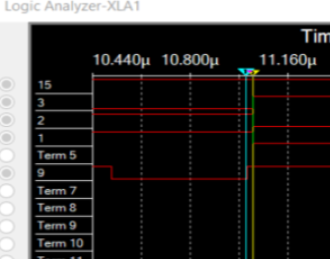 Logic Analyzer-XLA1
Tim
10.440µ 10.800µ 11.160µ
15
3
2
1
Term 5
9
Term 7
Term 8
Term 9
Term 10